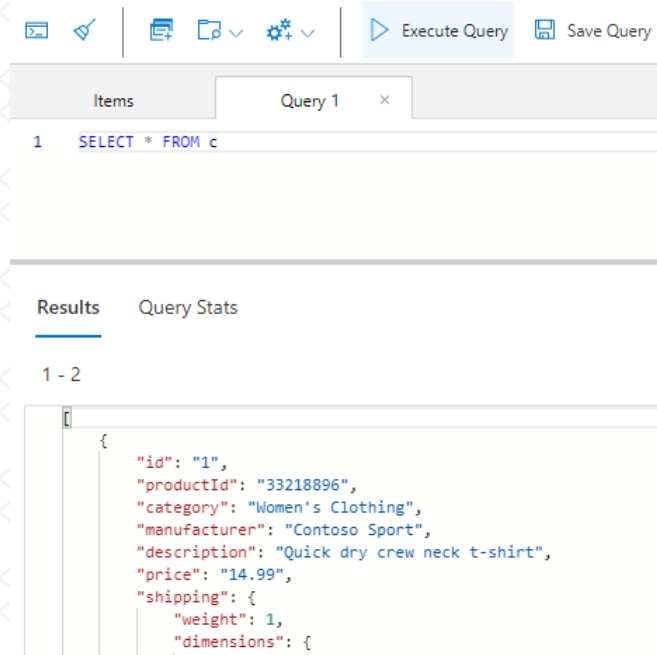 Execute Query Save Query
Items Query 1 ×
1 SELECT * FROM c
Results Query Stats
1 - 2
[
{
"id": "1",
"productId": "33218896",
"category": "Women's Clothing",
"manufacturer": "Contoso Sport",
"description": "Quick dry crew neck t-shirt",
"price": "14.99",
"shipping": {
"weight": 1,
"dimensions": {